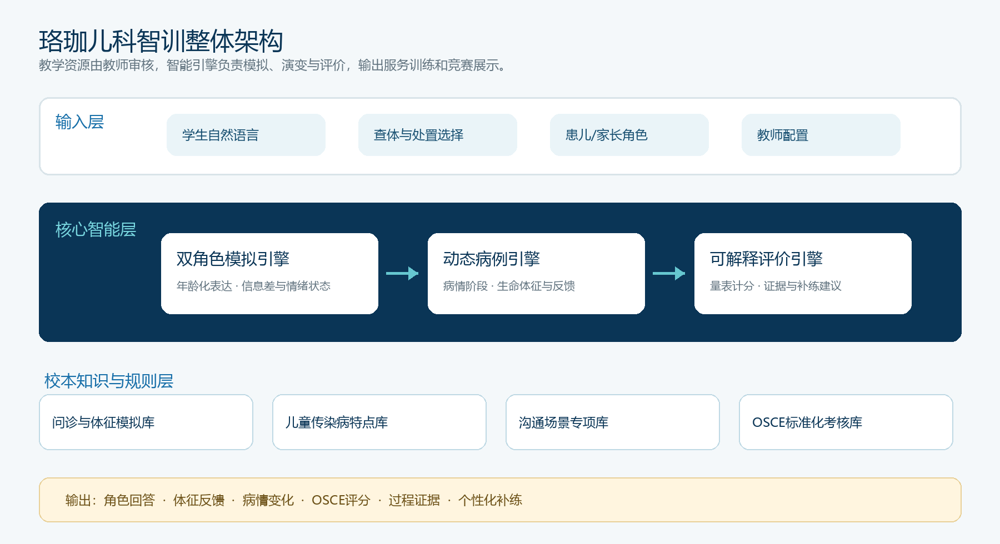 珞珈儿科智训整体架构
教学资源由教师审核，智能引擎负责模拟、演变与评价，输出服务训练和竞赛展示。
输入层
学生自然语言
查体与处置选择
患儿/家长角色
教师配置
核心智能层
双角色模拟引擎
年龄化表达 · 信息差与情绪状态
动态病例引擎
病情阶段 · 生命体征与反馈
可解释评价引擎
量表计分 · 证据与补练建议
校本知识与规则层
问诊与体征模拟库
儿童传染病特点库
沟通场景专项库
OSCE标准化考核库
输出：角色回答 · 体征反馈 · 病情变化 · OSCE评分 · 过程证据 · 个性化补练